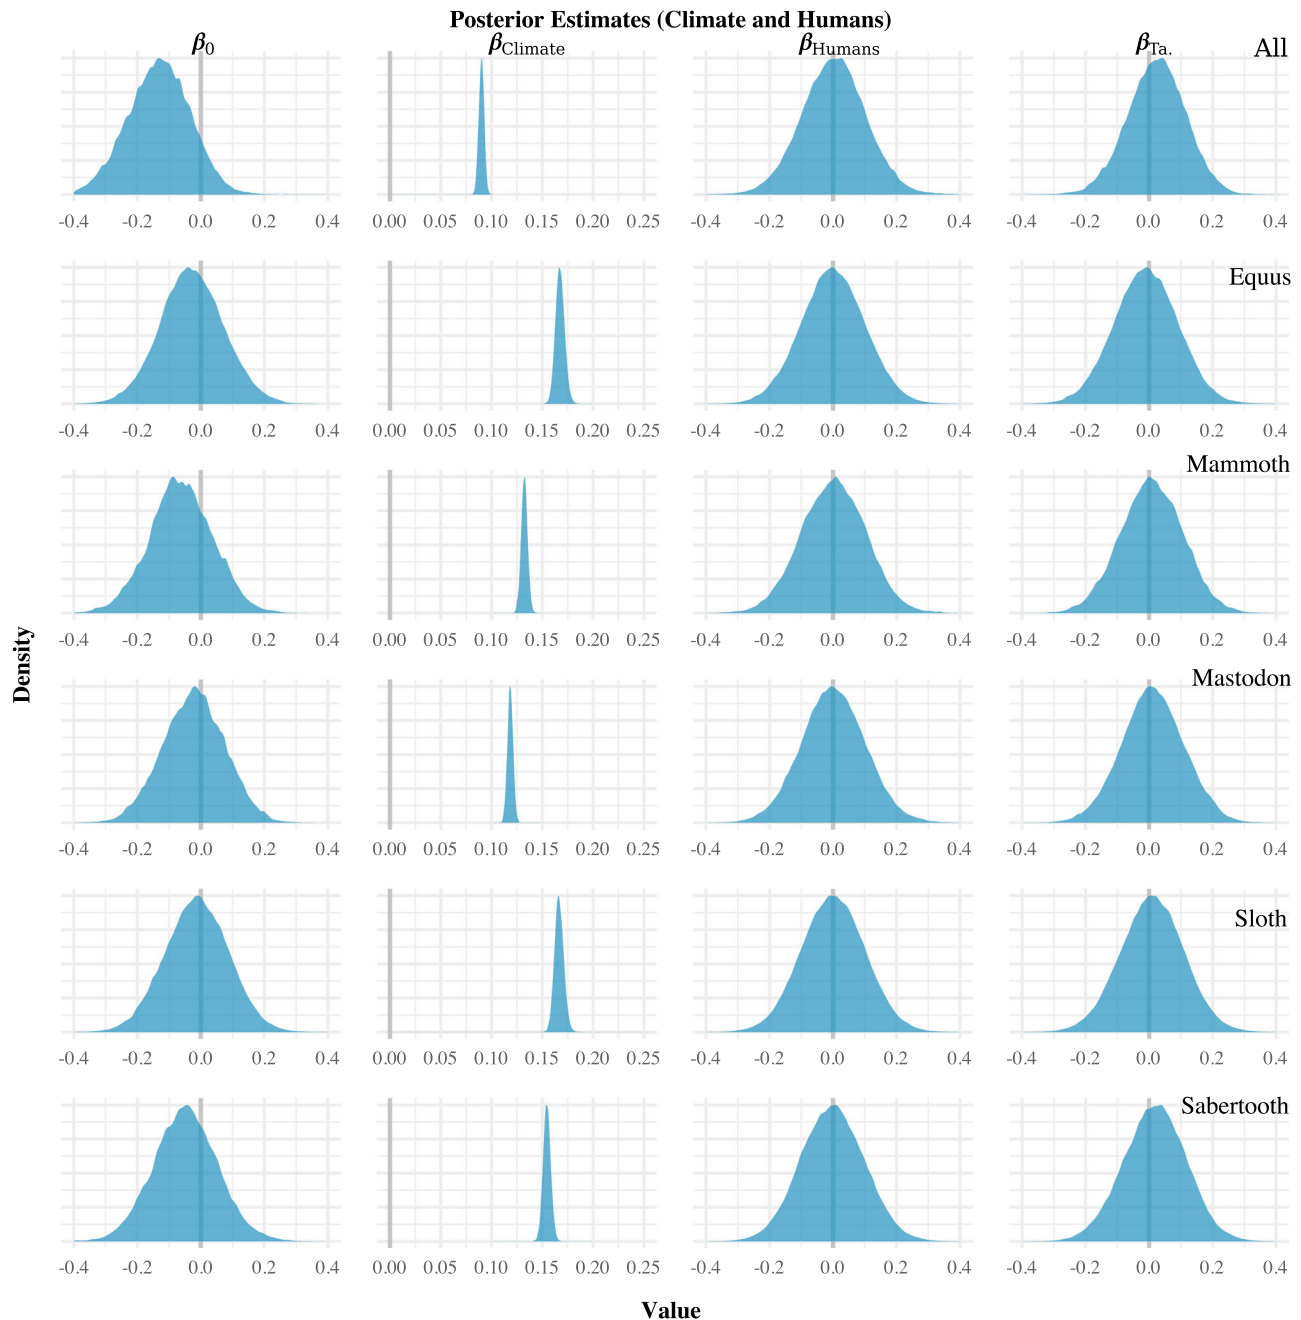 Posterior Estimates (Climate and Humans)
β0 βClimate βHumans βTa. All
-0.4 -0.2 0.0 0.2 0.4 0.00 0.05 0.10 0.15 0.20 0.25 -0.4 -0.2 0.0 0.2 0.4 -0.4 -0.2 0.0 0.2 0.4
Equus
-0.4 -0.2 0.0 0.2 0.4 0.00 0.05 0.10 0.15 0.20 0.25 -0.4 -0.2 0.0 0.2 0.4 -0.4 -0.2 0.0 0.2 0.4
Mammoth
-0.4 -0.2 0.0 0.2 0.4 0.00 0.05 0.10 0.15 0.20 0.25 -0.4 -0.2 0.0 0.2 0.4 -0.4 -0.2 0.0 0.2 0.4
Density
Mastodon
-0.4 -0.2 0.0 0.2 0.4 0.00 0.05 0.10 0.15 0.20 0.25 -0.4 -0.2 0.0 0.2 0.4 -0.4 -0.2 0.0 0.2 0.4
Sloth
-0.4 -0.2 0.0 0.2 0.4 0.00 0.05 0.10 0.15 0.20 0.25 -0.4 -0.2 0.0 0.2 0.4 -0.4 -0.2 0.0 0.2 0.4
Sabertooth
-0.4 -0.2 0.0 0.2 0.4 0.00 0.05 0.10 0.15 0.20 0.25 -0.4 -0.2 0.0 0.2 0.4 -0.4 -0.2 0.0 0.2 0.4
Value